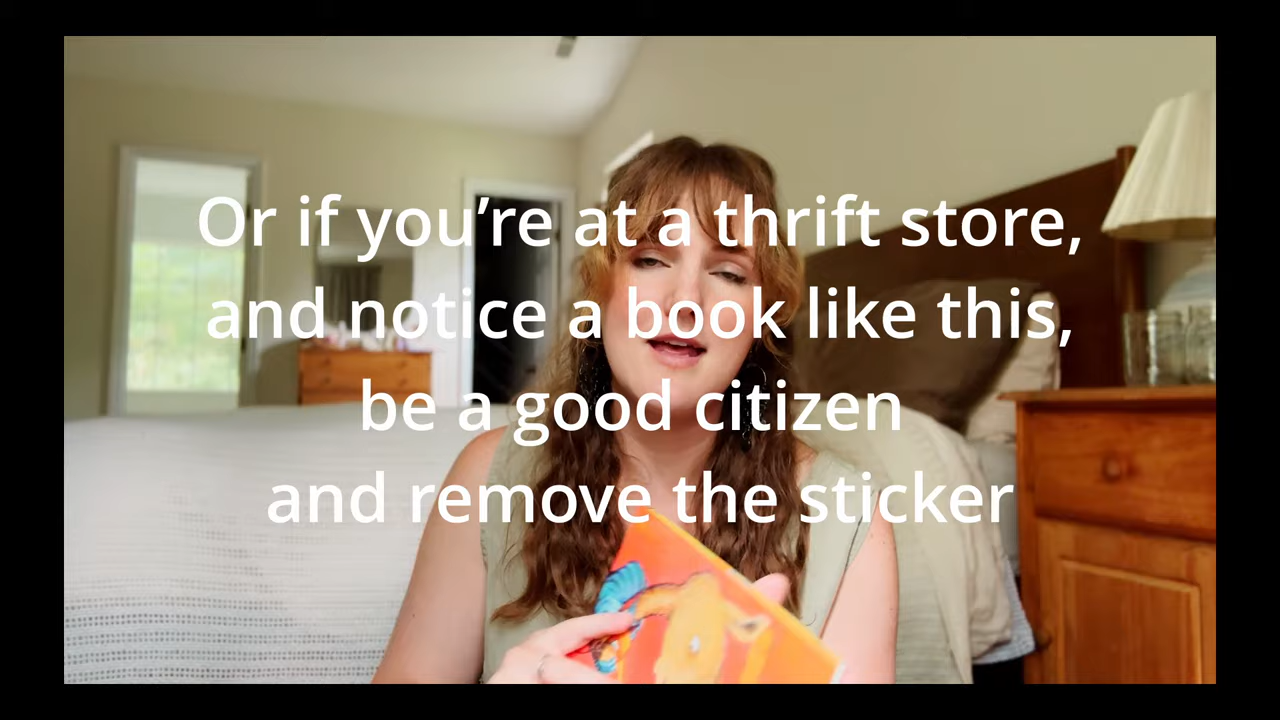 Or if you’re at a thrift store,
and notice a book like this,
be a good citizen
and remove the sticker